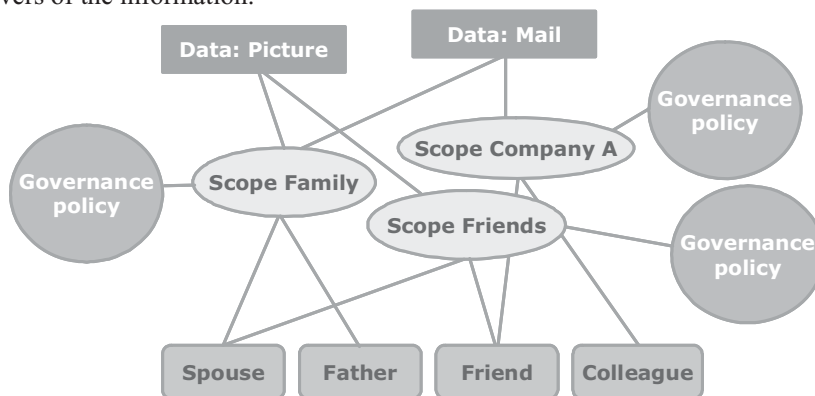 vers of the information.
Data: Picture
Data: Mail
Governance
policy
Scope Company A
Governance
policy
Scope Family
Scope Friends
Governance
policy
Spouse
Father
Friend
Colleague